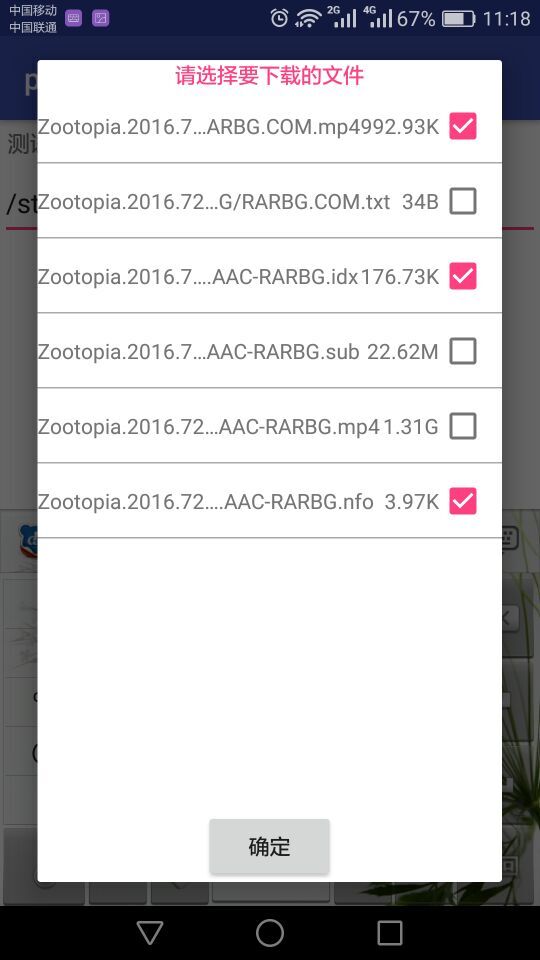 中国移动
中国联通
2G
4G
67%
11:18
请选择要下载的文件
Zootopia.2016.7...ARBG.COM.mp4992.93K
Zootopia.2016.72...G/RARBG.COM.txt 34B
/st
Zootopia.2016.7....AAC-RARBG.idx176.73K
Zootopia.2016.7...AAC-RARBG.sub 22.62M
Zootopia.2016.72...AAC-RARBG.mp41.31G
Zootopia.2016.72....AAC-RARBG.nfo 3.97K
确定